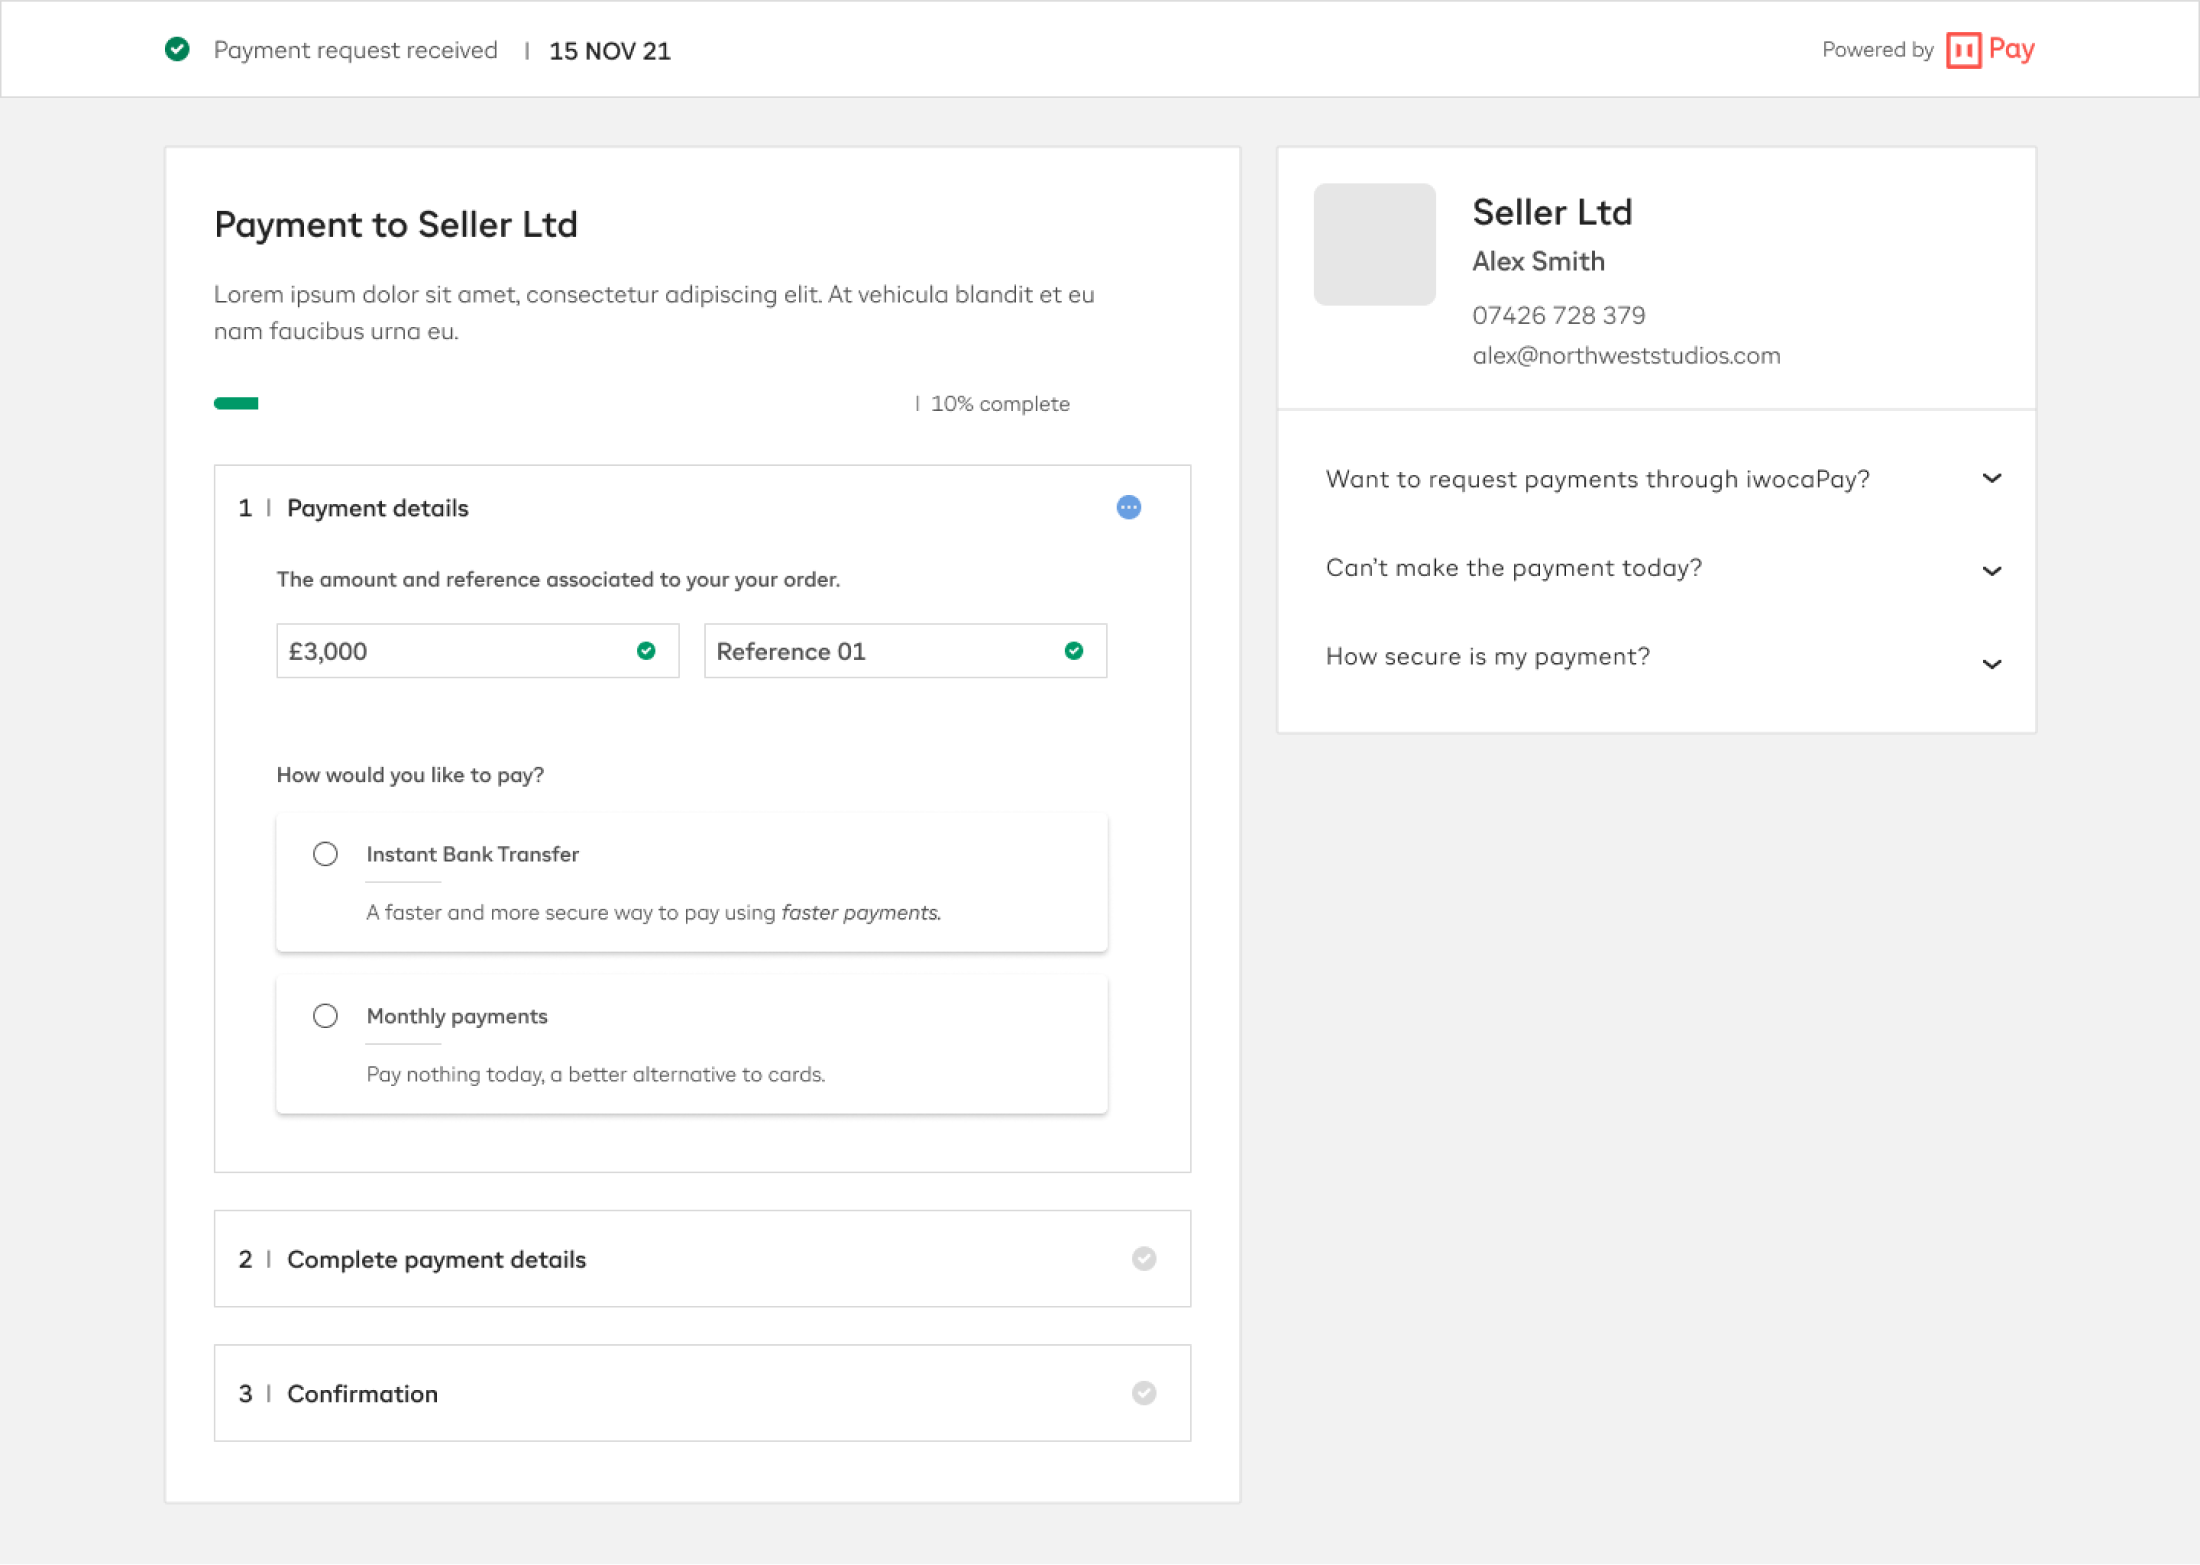 Payment request received | 15 NOV 21
Powered by Pay
Payment to Seller Ltd
Lorem ipsum dolor sit amet, consectetur adipiscing elit. At vehicula blandit et eu
nam faucibus urna eu.
| 10% complete
1 | Payment details
The amount and reference associated to your your order.
£3,000
Reference 01
How would you like to pay?
Instant Bank Transfer
A faster and more secure way to pay using faster payments.
Monthly payments
Pay nothing today, a better alternative to cards.
2 | Complete payment details
3 | Confirmation
Seller Ltd
Alex Smith
07426 728 379
alex@northweststudios.com
Want to request payments through iwocaPay?
Can’t make the payment today?
How secure is my payment?